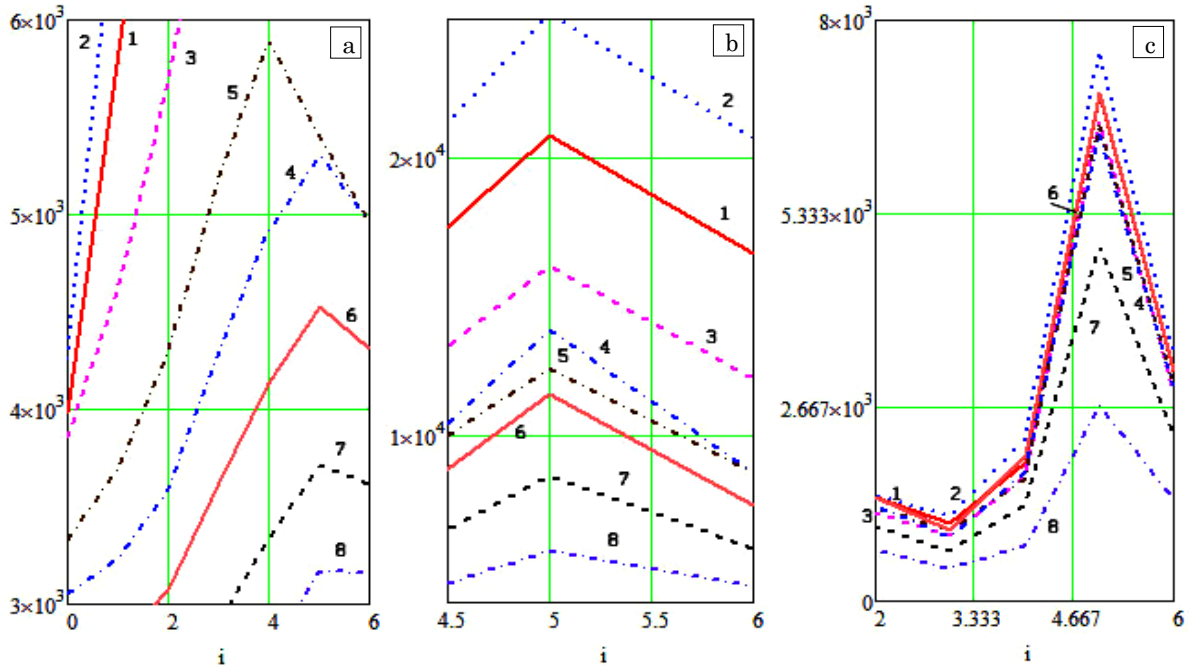 6×10³
5×10³
4×10³
3×10³
0 2 4 6
i
a
2 1 3 5 4 6 7 8
2×10⁴
1×10⁴
4.5 5 5.5 6
i
b
2 1 3 4 5 6 7 8
8×10³
5.333×10³
2.667×10³
0
2 3.333 4.667 6
i
c
6 5 4 7 1 2 3 8